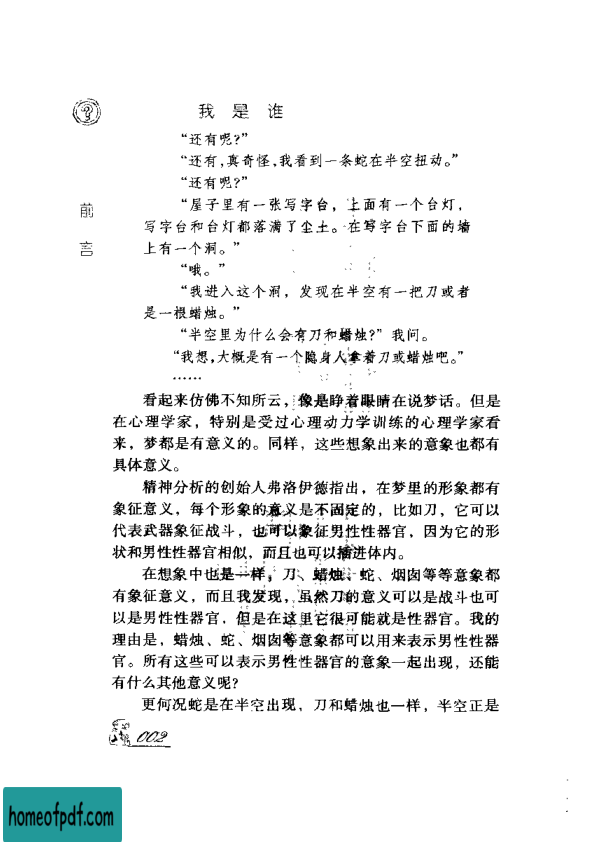 我是谁
前言
“还有呢?”
“还有,真奇怪,我看到一条蛇在半空扭动。”
“还有呢?”
“屋子里有一张写字台，上面有一个台灯，
写字台和台灯都落满了尘土。在写字台下面的墙
上有一个洞。”
“哦。”
“我进入这个洞，发现在半空有一把刀或者
是一根蜡烛。”
“半空里为什么会有刀和蜡烛?”我问。
“我想,大概是有一个隐身人拿着刀或蜡烛吧。”
……
看起来仿佛不知所云，像是睁着眼睛在说梦话。但是
在心理学家，特别是受过心理动力学训练的心理学家看
来，梦都是有意义的。同样，这些想象出来的意象也都有
具体意义。
精神分析的创始人弗洛伊德指出，在梦里的形象都有
象征意义，每个形象的意义是不固定的，比如刀，它可以
代表武器象征战斗，也可以象征男性性器官，因为它的形
状和男性性器官相似，而且也可以插进体内。
在想象中也是一样，刀、蜡烛、蛇、烟囱等等意象都
有象征意义，而且我发现，虽然刀的意义可以是战斗也可
以是男性性器官，但是在这里它很可能就是性器官。我的
理由是，蜡烛、蛇、烟囱等意象都可以用来表示男性性器
官。所有这些可以表示男性性器官的意象一起出现，还能
有什么其他意义呢?
更何况蛇是在半空出现，刀和蜡烛也一样，半空正是
002
homeofpdf.com